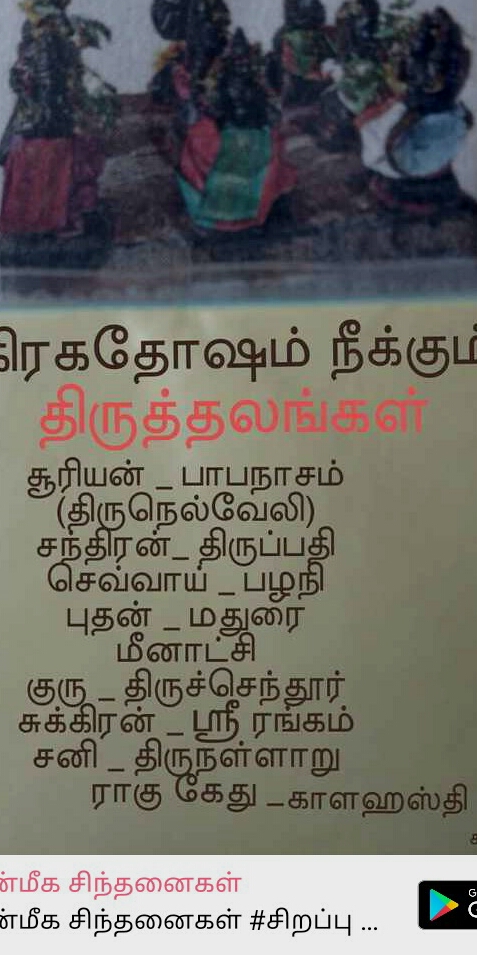 கிரகதோஷம் நீக்கும்
திருத்தலங்கள்
சூரியன் _ பாபநாசம்
(திருநெல்வேலி)
சந்திரன்_ திருப்பதி
செவ்வாய் _ பழநி
புதன் _ மதுரை
மீனாட்சி
குரு _ திருச்செந்தூர்
சுக்கிரன் _ ஸ்ரீ ரங்கம்
சனி _ திருநள்ளாறு
ராகு கேது _காளஹஸ்தி
சிந்தனைகள்
சிந்தனைகள் #சிறப்பு ...